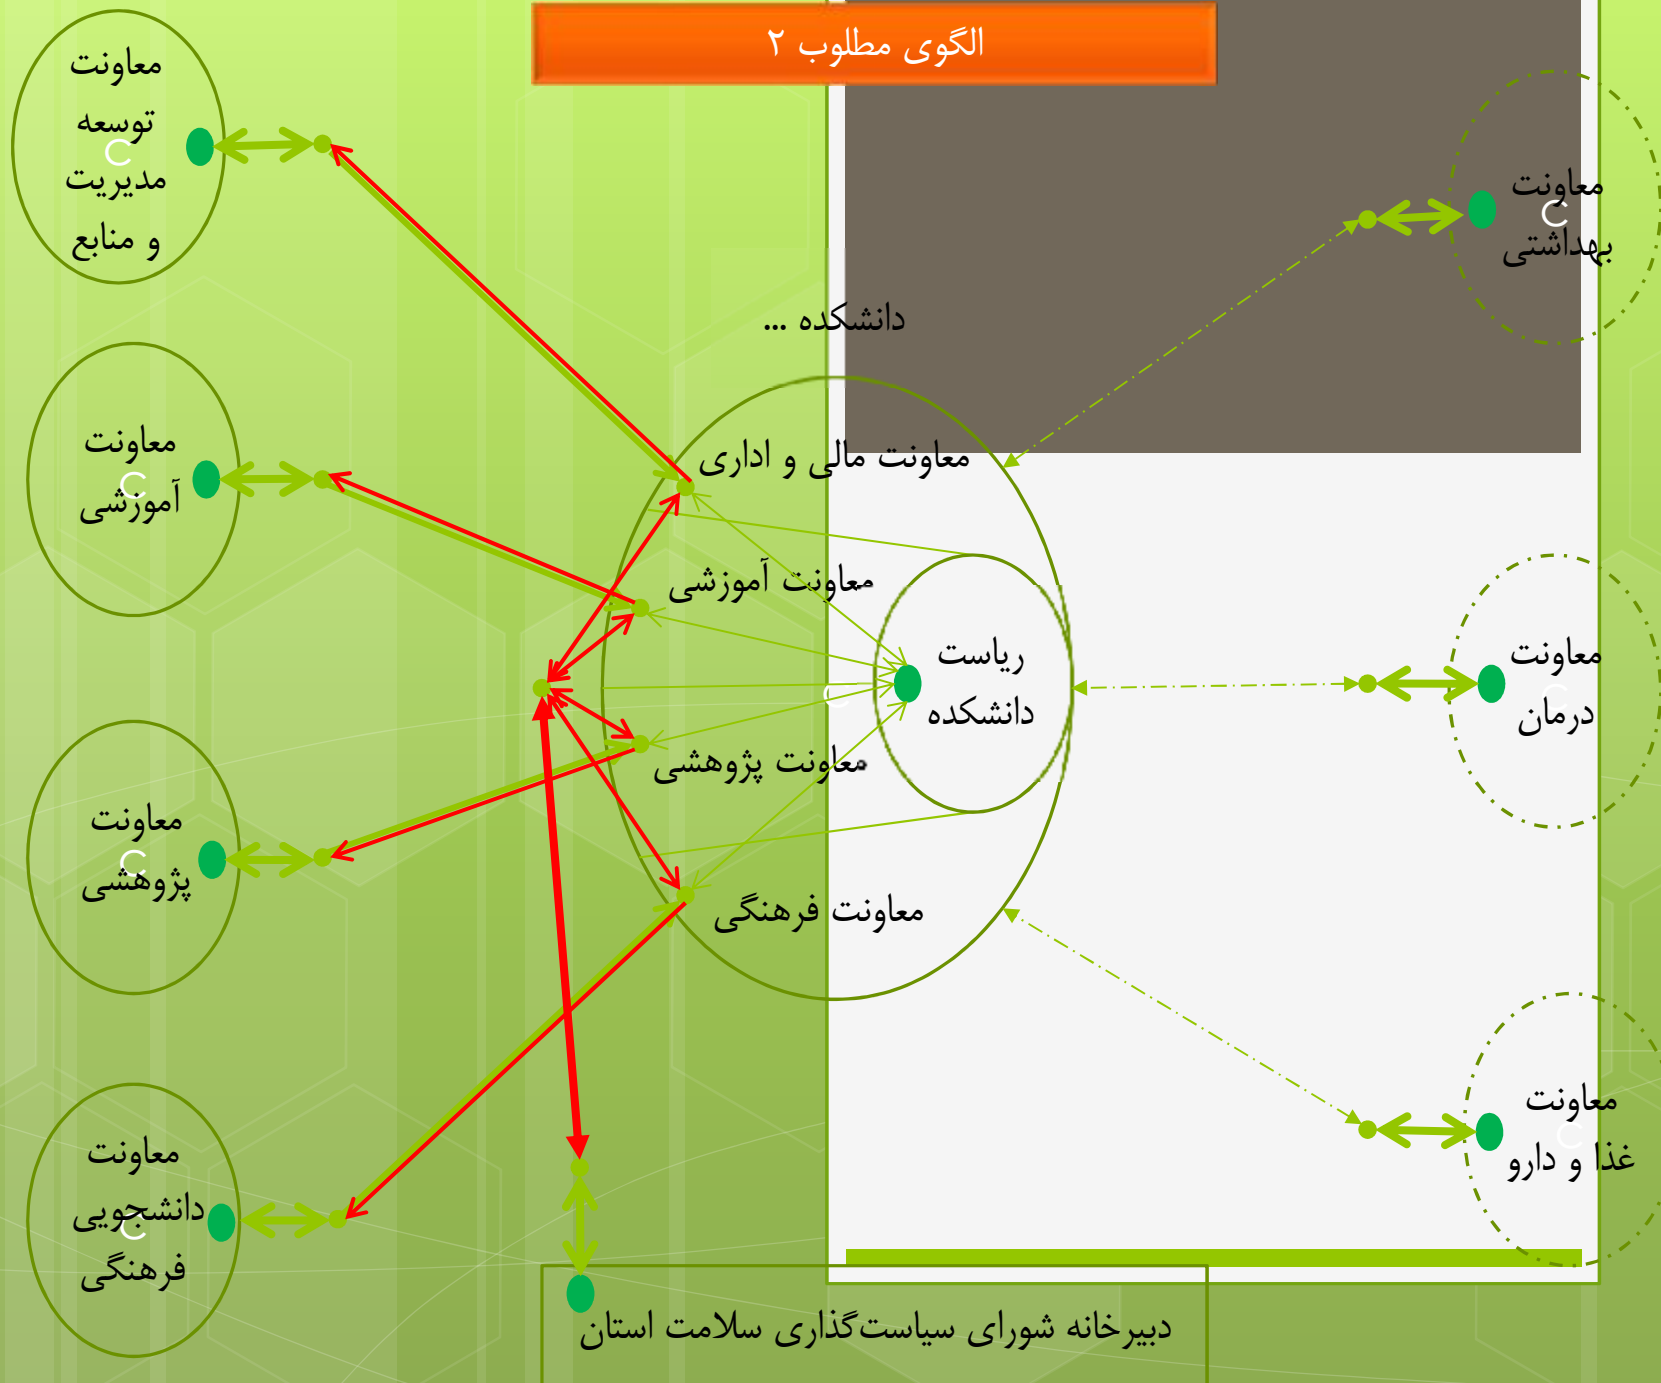 الگوی مطلوب ۲
معاونت
توسعه
مدیریت
و منابع
معاونت
آموزشی
معاونت
پژوهشی
معاونت
دانشجویی
فرهنگی
دانشکده ...
معاونت مالی و اداری
معاونت آموزشی
ریاست
دانشکده
معاونت پژوهشی
معاونت فرهنگی
معاونت
بهداشتی
معاونت
درمان
معاونت
غذا و دارو
دبیرخانه شورای سیاست‌گذاری سلامت استان